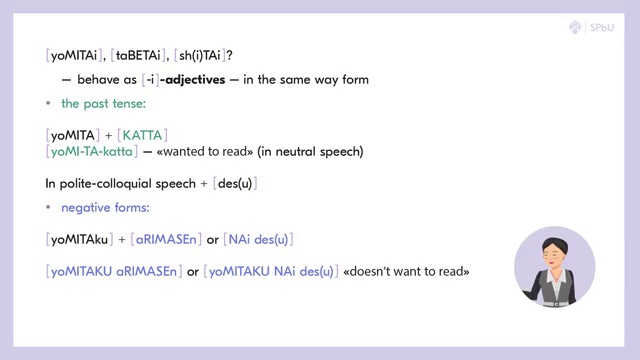 SPbU
[yoMITAi], [taBETAi], [sh(i)TAi]?
– behave as [-i]-adjectives – in the same way form
• the past tense:
[yoMITA] + [KATTA]
[yoMI-TA-katta] – «wanted to read» (in neutral speech)
In polite-colloquial speech + [des(u)]
• negative forms:
[yoMITAku] + [aRIMASEn] or [NAi des(u)]
[yoMITAKU aRIMASEn] or [yoMITAKU NAi des(u)] «doesn't want to read»